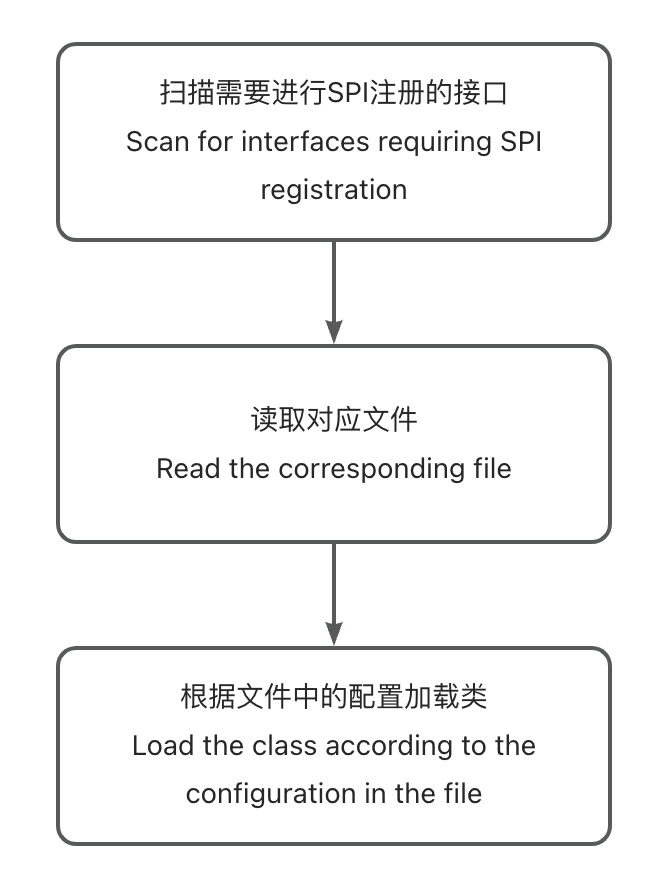 扫描需要进行SPI注册的接口
Scan for interfaces requiring SPI
registration
读取对应文件
Read the corresponding file
根据文件中的配置加载类
Load the class according to the
configuration in the file